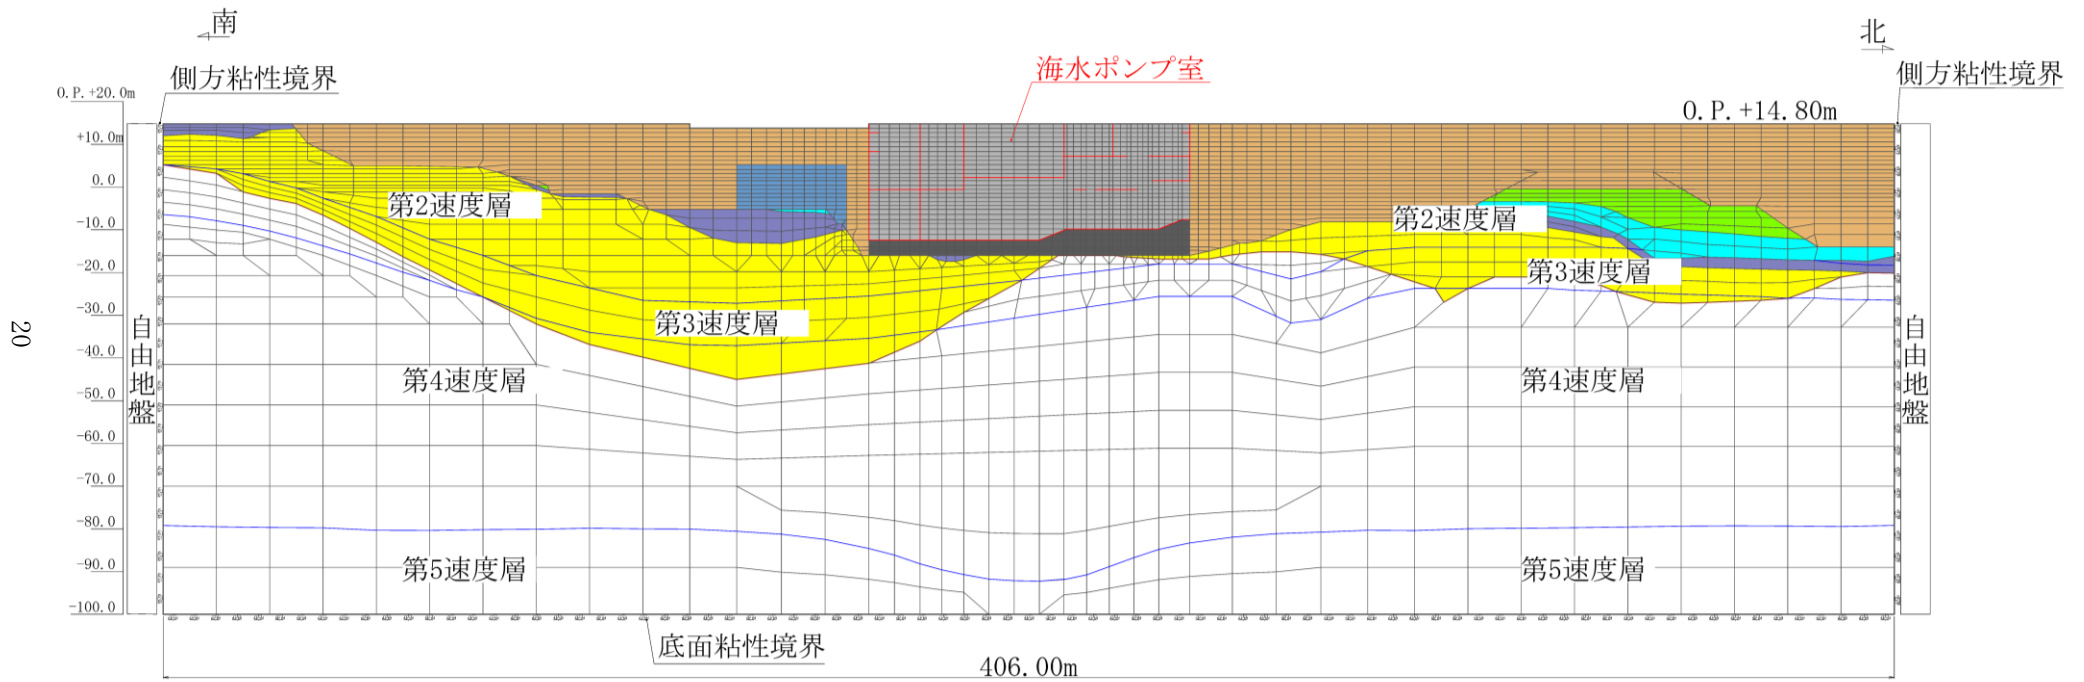 南
北
側方粘性境界
海水ポンプ室
側方粘性境界
O.P.+20.0m
O.P.+14.80m
+10.0m
0.0
-10.0
-20.0
-30.0
-40.0
-50.0
-60.0
-70.0
-80.0
-90.0
-100.0
第2速度層
第2速度層
第3速度層
第3速度層
第4速度層
第4速度層
第5速度層
第5速度層
自由地盤
自由地盤
20
底面粘性境界
406.00m